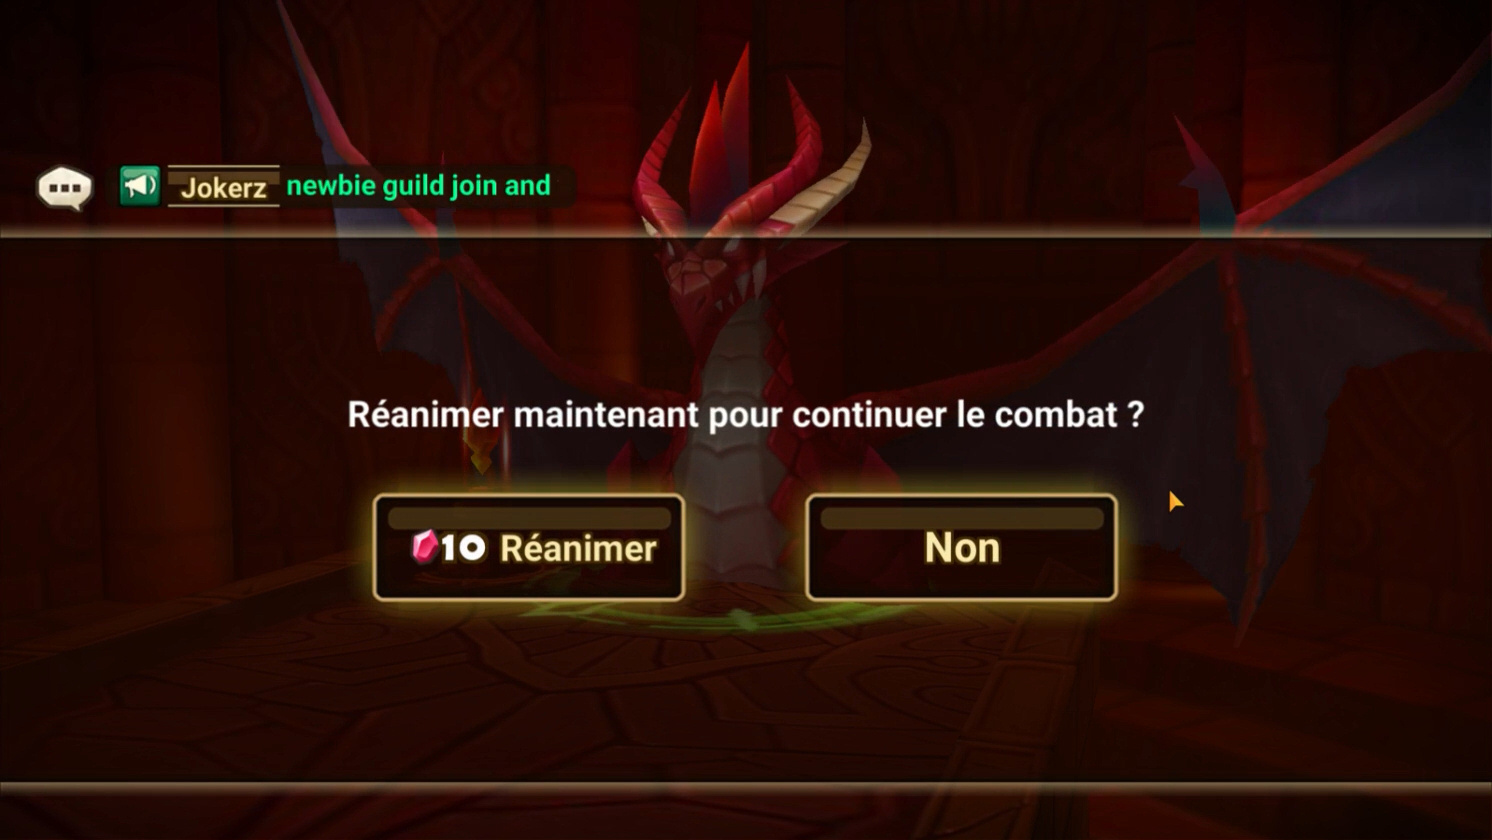 Jokerz newbie guild join and
Réanimer maintenant pour continuer le combat ?
10 Réanimer
Non